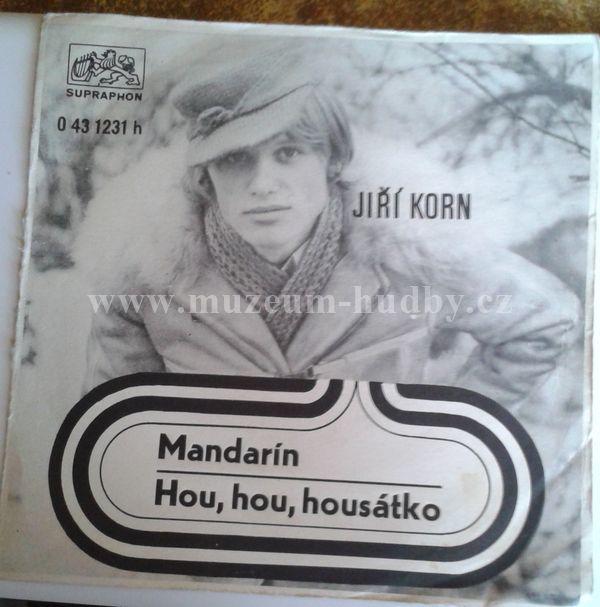 SUPRAPHON
0 43 1231 h
JIŘÍ KORN
www.muzeum-hudby.cz
Mandarín
Hou, hou, housátko